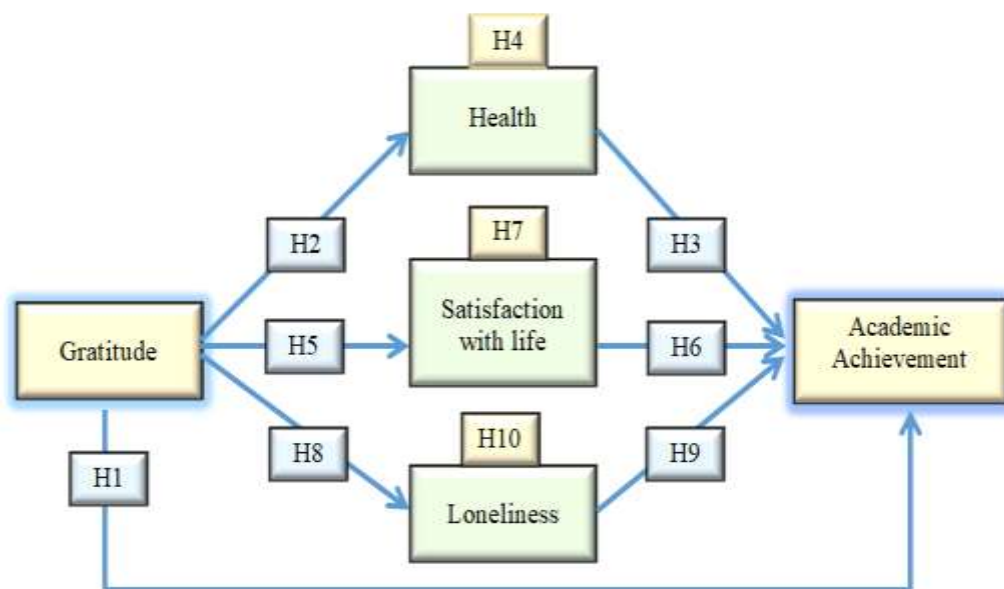 H4
Health
H2
H3
H7
Satisfaction
with life
Gratitude
H5
H6
Academic
Achievement
H10
H8
H9
Loneliness
H1